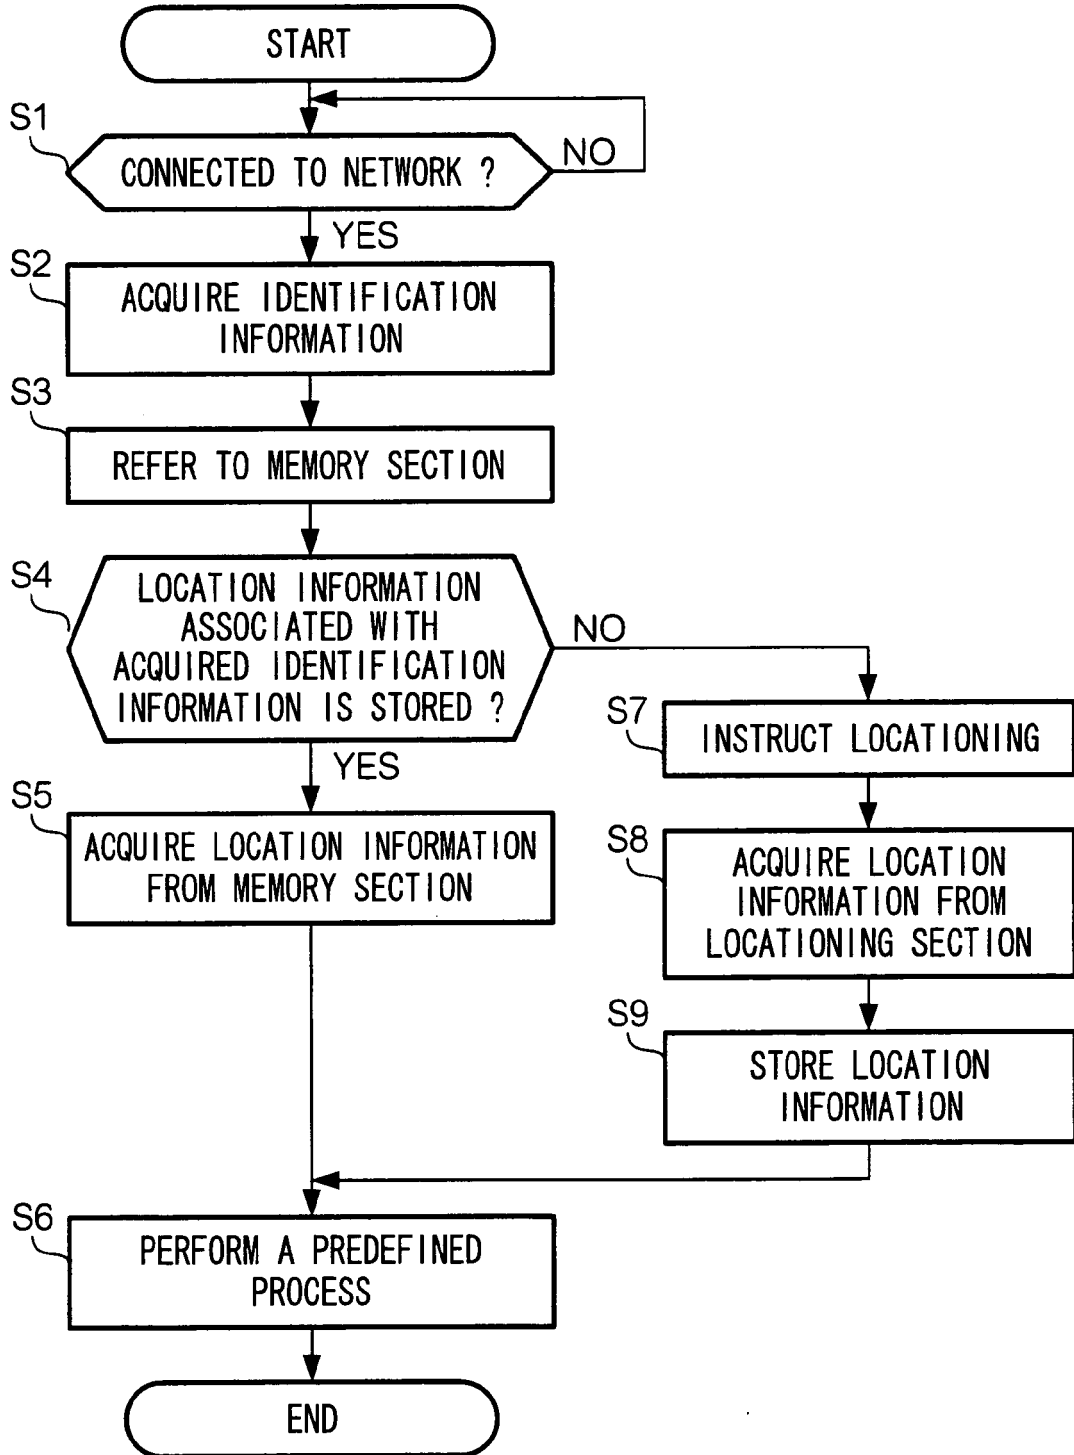 START
S1
CONNECTED TO NETWORK ?
NO
YES
S2
ACQUIRE IDENTIFICATION
INFORMATION
S3
REFER TO MEMORY SECTION
S4
LOCATION INFORMATION
ASSOCIATED WITH
ACQUIRED IDENTIFICATION
INFORMATION IS STORED ?
NO
YES
S5
ACQUIRE LOCATION INFORMATION
FROM MEMORY SECTION
S7
INSTRUCT LOCATIONING
S8
ACQUIRE LOCATION
INFORMATION FROM
LOCATIONING SECTION
S9
STORE LOCATION
INFORMATION
S6
PERFORM A PREDEFINED
PROCESS
END